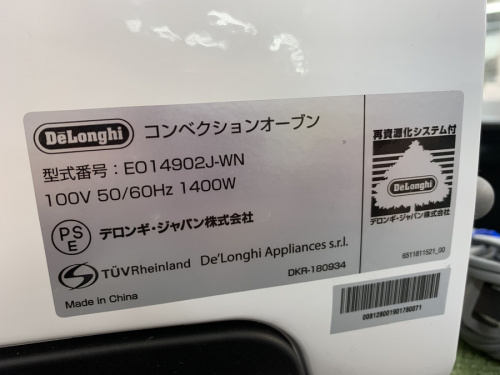 DeLonghi コンベクションオーブン
型式番号：EO14902J-WN
100V 50/60Hz 1400W
PSE デロンギ・ジャパン株式会社
TÜVRheinland De'Longhi Appliances s.r.l.
Made in China
DKR-180934
再資源化システム付
DeLonghi
デロンギ・ジャパン株式会社
6511811521_00
008128001901780071